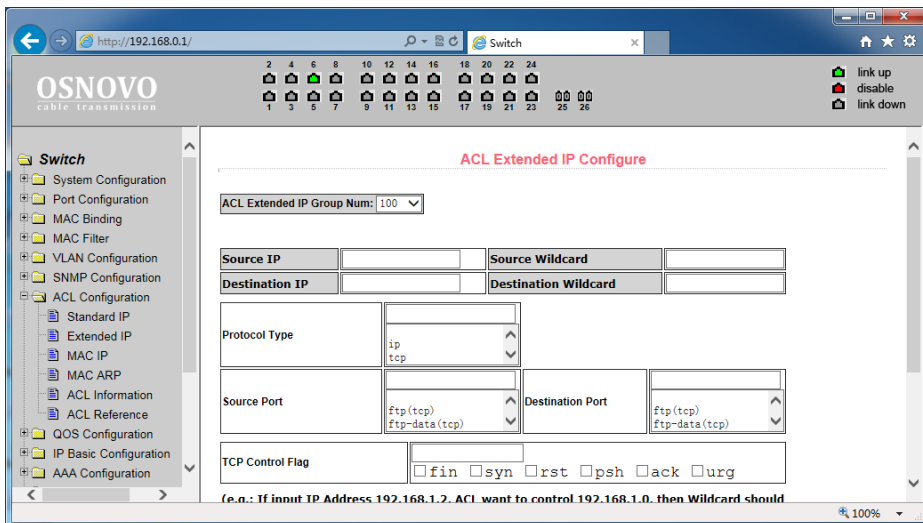 http://192.168.0.1/
Switch
OSNOVO
cable transmission
2 4 6 8 10 12 14 16 18 20 22 24
1 3 5 7 9 11 13 15 17 19 21 23 25 26
link up
disable
link down
Switch
System Configuration
Port Configuration
MAC Binding
MAC Filter
VLAN Configuration
SNMP Configuration
ACL Configuration
Standard IP
Extended IP
MAC IP
MAC ARP
ACL Information
ACL Reference
QOS Configuration
IP Basic Configuration
AAA Configuration
ACL Extended IP Configure
ACL Extended IP Group Num: 100
Source IP Source Wildcard
Destination IP Destination Wildcard
Protocol Type
ip
tcp
Source Port
ftp(tcp)
ftp-data(tcp)
Destination Port
ftp(tcp)
ftp-data(tcp)
TCP Control Flag
fin syn rst psh ack urg
(e.g.: If input IP Address 192.168.1.2, ACL want to control 192.168.1.0, then Wildcard should
100%